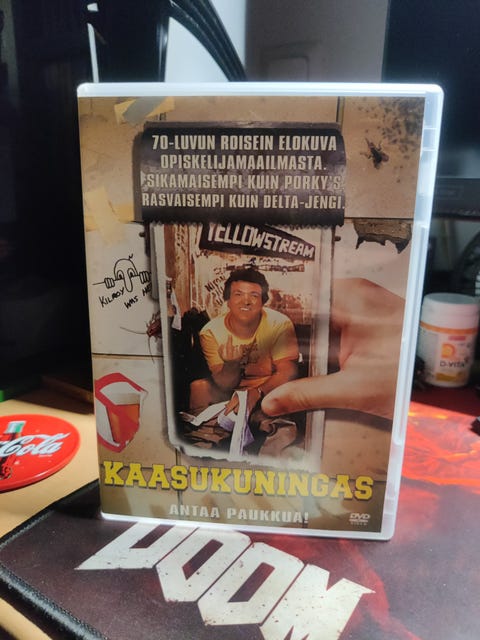 70-LUVUN ROISEIN ELOKUVA
OPISKELIJAMAAILMASTA.
SIKAMAISEMPI KUIN PORKY'S,
RASVAISEMPI KUIN DELTA-JENGI.
YELLOWSTREAM
KILROY
WAS
KAASUKUNINGAS
ANTAA PAUKKUA!
DVD
VIDEO
Coca-Cola
D-VITA
DOOM